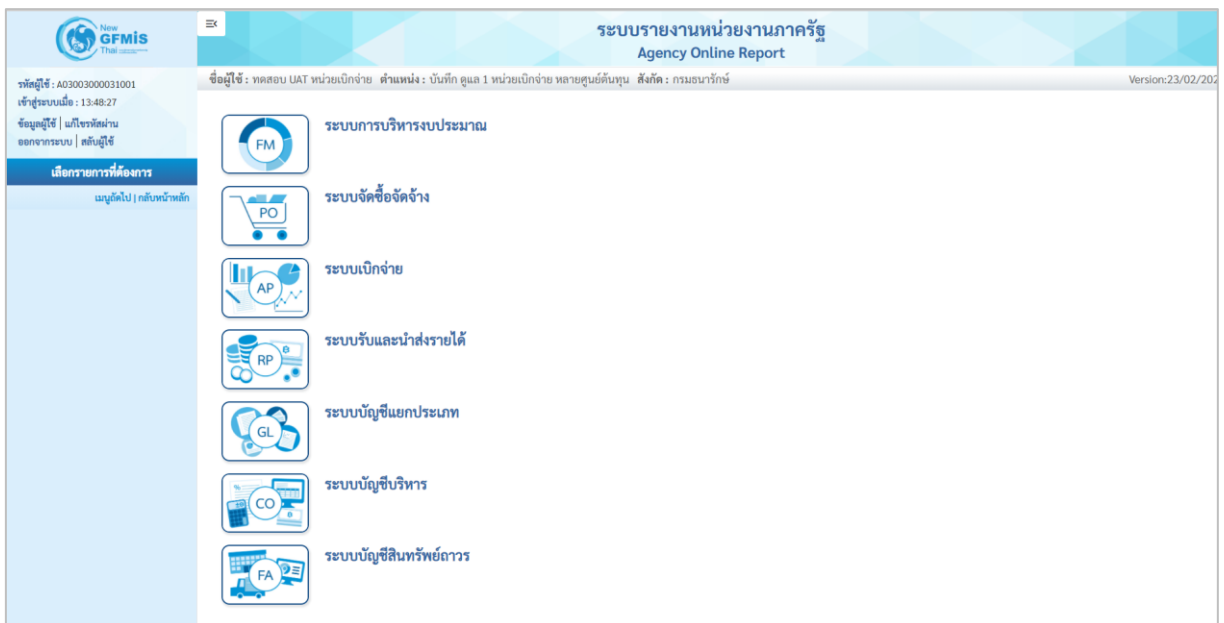 New
GFMIS
Thai
ระบบรายงานหน่วยงานภาครัฐ
Agency Online Report
รหัสผู้ใช้ : A03003000031001
เข้าสู่ระบบเมื่อ : 13:48:27
ข้อมูลผู้ใช้ | แก้ไขรหัสผ่าน
ออกจากระบบ | สลับผู้ใช้
เลือกรายการที่ต้องการ
เมนูถัดไป | กลับหน้าหลัก
ชื่อผู้ใช้ : ทดสอบ UAT หน่วยเบิกจ่าย ตำแหน่ง : บันทึก ดูแล 1 หน่วยเบิกจ่าย หลายศูนย์ต้นทุน สังกัด : กรมธนารักษ์
Version:23/02/202
FM
ระบบการบริหารงบประมาณ
PO
ระบบจัดซื้อจัดจ้าง
AP
ระบบเบิกจ่าย
RP
ระบบรับและนำส่งรายได้
GL
ระบบบัญชีแยกประเภท
CO
ระบบบัญชีบริหาร
FA
ระบบบัญชีสินทรัพย์ถาวร